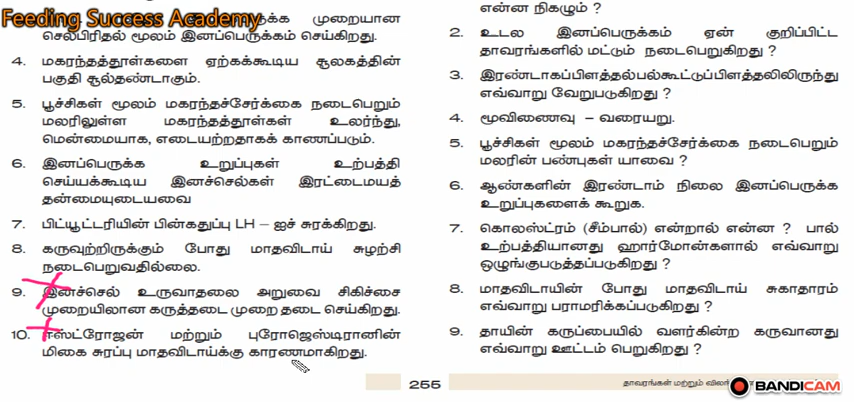 Feeding Success Academy
முறையான
செல்பிரிதல் மூலம் இனப்பெருக்கம் செய்கிறது.
4. மகரந்தத்தூள்களை ஏற்கக்கூடிய சூலகத்தின்
பகுதி சூல்தண்டாகும்.
5. பூச்சிகள் மூலம் மகரந்தச்சேர்க்கை நடைபெறும்
மலரிலுள்ள மகரந்தத்தூள்கள் உலர்ந்து,
மென்மையாக, எடையற்றதாகக் காணப்படும்.
6. இனப்பெருக்க உறுப்புகள் உற்பத்தி
செய்யக்கூடிய இனச்செல்கள் இரட்டைமயத்
தன்மையுடையவை
7. பிட்யூட்டரியின் பின்கதுப்பு LH – ஐச் சுரக்கிறது.
8. கருவுற்றிருக்கும் போது மாதவிடாய் சுழற்சி
நடைபெறுவதில்லை.
9. இனச்செல் உருவாதலை அறுவை சிகிச்சை
முறையிலான கருத்தடை முறை தடை செய்கிறது.
10. ஈஸ்ட்ரோஜன் மற்றும் புரோஜெஸ்டிரானின்
மிகை சுரப்பு மாதவிடாய்க்கு காரணமாகிறது.
என்ன நிகழும் ?
2. உடல இனப்பெருக்கம் ஏன் குறிப்பிட்ட
தாவரங்களில் மட்டும் நடைபெறுகிறது ?
3. இரண்டாகப்பிளத்தல்பல்கூட்டுப்பிளத்தலிலிருந்து
எவ்வாறு வேறுபடுகிறது ?
4. மூவிணைவு – வரையறு.
5. பூச்சிகள் மூலம் மகரந்தச்சேர்க்கை நடைபெறும்
மலரின் பண்புகள் யாவை ?
6. ஆண்களின் இரண்டாம் நிலை இனப்பெருக்க
உறுப்புகளைக் கூறுக.
7. கொலஸ்ட்ரம் (சீம்பால்) என்றால் என்ன ? பால்
உற்பத்தியானது ஹார்மோன்களால் எவ்வாறு
ஒழுங்குபடுத்தப்படுகிறது ?
8. மாதவிடாயின் போது மாதவிடாய் சுகாதாரம்
எவ்வாறு பராமரிக்கப்படுகிறது ?
9. தாயின் கருப்பையில் வளர்கின்ற கருவானது
எவ்வாறு ஊட்டம் பெறுகிறது ?
255
தாவரங்கள் மற்றும்
BANDICAM